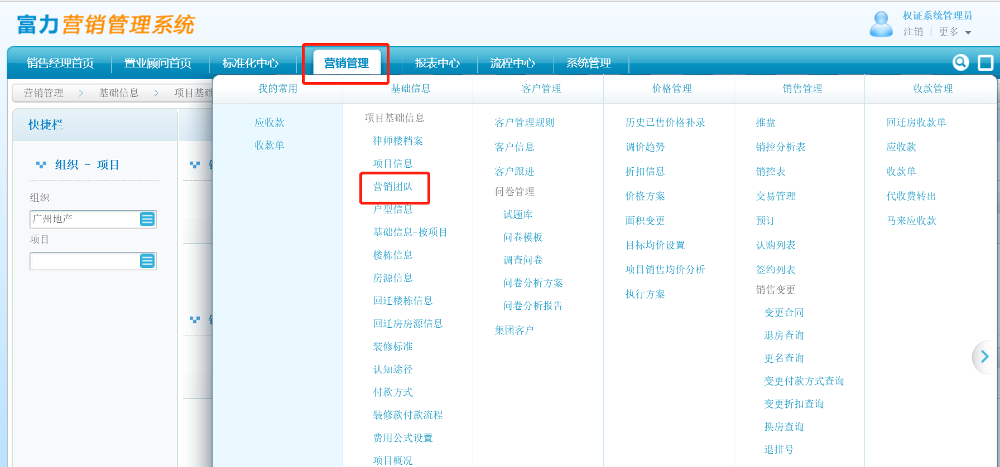 富力营销管理系统
权证系统管理员
注销 | 更多
销售经理首页 置业顾问首页 标准化中心 营销管理 报表中心 流程中心 系统管理
营销管理 > 基础信息 > 项目基础
快捷栏
组织 - 项目
组织
广州地产
项目
我的常用
应收款
收款单
基础信息
项目基础信息
律师楼档案
项目信息
营销团队
户型信息
基础信息-按项目
楼栋信息
房源信息
回迁楼栋信息
回迁房房源信息
装修标准
认知途径
付款方式
装修款付款流程
费用公式设置
项目概况
客户管理
客户管理规则
客户信息
客户跟进
问卷管理
试题库
问卷模板
调查问卷
问卷分析方案
问卷分析报告
集团客户
价格管理
历史已售价格补录
调价趋势
折扣信息
价格方案
面积变更
目标均价设置
项目销售均价分析
执行方案
销售管理
推盘
销控分析表
销控表
交易管理
预订
认购列表
签约列表
销售变更
变更合同
退房查询
更名查询
变更付款方式查询
变更折扣查询
换房查询
退排号
收款管理
回迁房收款单
应收款
收款单
代收费转出
马来应收款